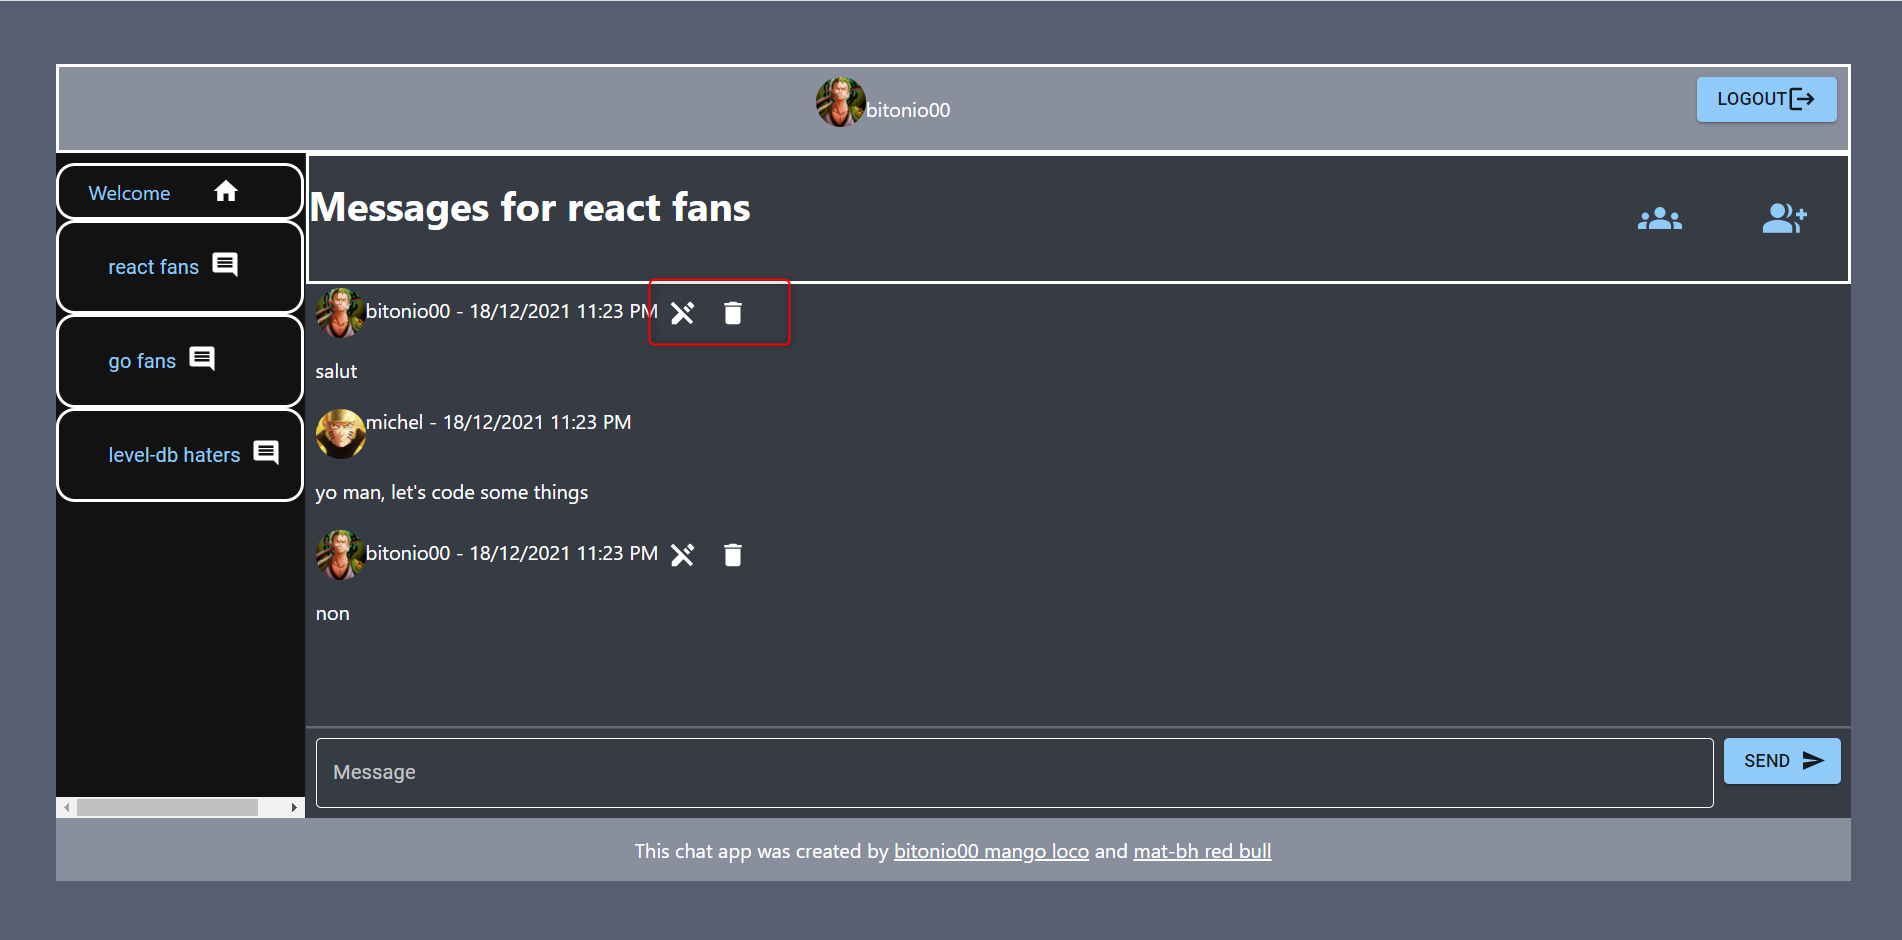 bitonio00
LOGOUT
Welcome
react fans
go fans
level-db haters
Messages for react fans
bitonio00 - 18/12/2021 11:23 PM
salut
michel - 18/12/2021 11:23 PM
yo man, let's code some things
bitonio00 - 18/12/2021 11:23 PM
non
Message
SEND
This chat app was created by bitonio00 mango loco and mat-bh red bull